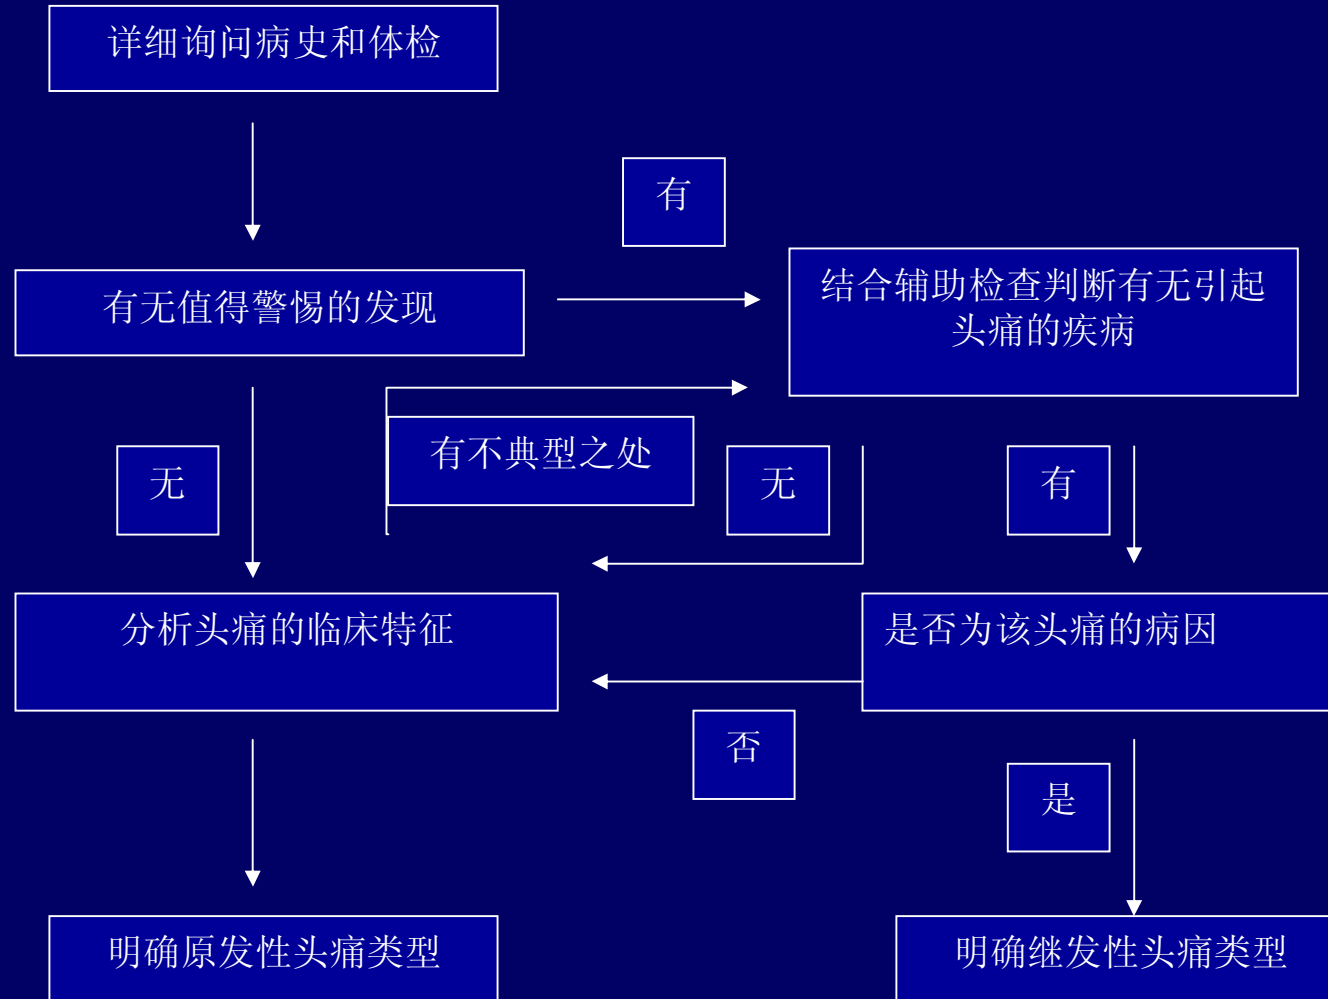 详细询问病史和体检
有
有无值得警惕的发现
结合辅助检查判断有无引起
头痛的疾病
有不典型之处
无
无
有
分析头痛的临床特征
是否为该头痛的病因
否
是
明确原发性头痛类型
明确继发性头痛类型